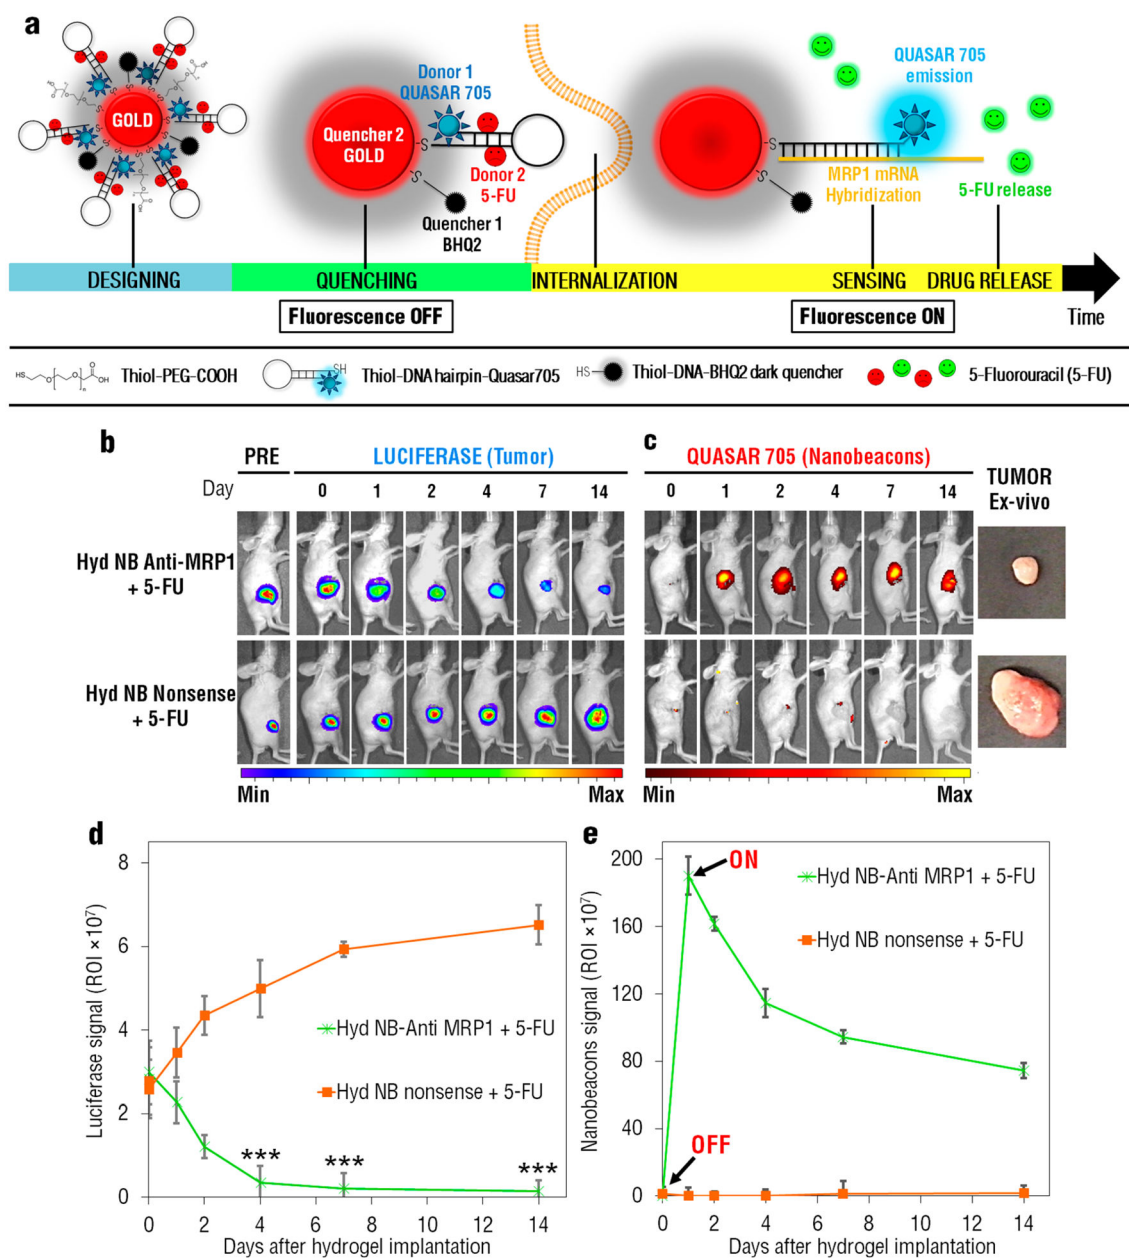 a
GOLD
Quencher 2
GOLD
Donor 1
QUASAR 705
-S
S
Donor 2
5-FU
Quencher 1
BHQ2
-S
S
QUASAR 705
emission
MRP1 mRNA
Hybridization
5-FU release
DESIGNING
QUENCHING
INTERNALIZATION
SENSING
DRUG RELEASE
Fluorescence OFF
Fluorescence ON
Time
HS
O
O
n
O
OH
Thiol-PEG-COOH
SH
Thiol-DNA hairpin-Quasar705
HS
Thiol-DNA-BHQ2 dark quencher
5-Fluorouracil (5-FU)
b
PRE
LUCIFERASE (Tumor)
Day
0 1 2 4 7 14
c
QUASAR 705 (Nanobeacons)
0 1 2 4 7 14
TUMOR
Ex-vivo
Hyd NB Anti-MRP1
+ 5-FU
Hyd NB Nonsense
+ 5-FU
Min
Max
Min
Max
d
Luciferase signal (ROI ×10⁷)
8
6
4
2
0
Hyd NB-Anti MRP1 + 5-FU
Hyd NB nonsense + 5-FU
***
***
***
0 2 4 6 8 10 12 14
Days after hydrogel implantation
e
Nanobeacons signal (ROI ×10⁷)
200
160
120
80
40
0
ON
OFF
Hyd NB-Anti MRP1 + 5-FU
Hyd NB nonsense + 5-FU
0 2 4 6 8 10 12 14
Days after hydrogel implantation